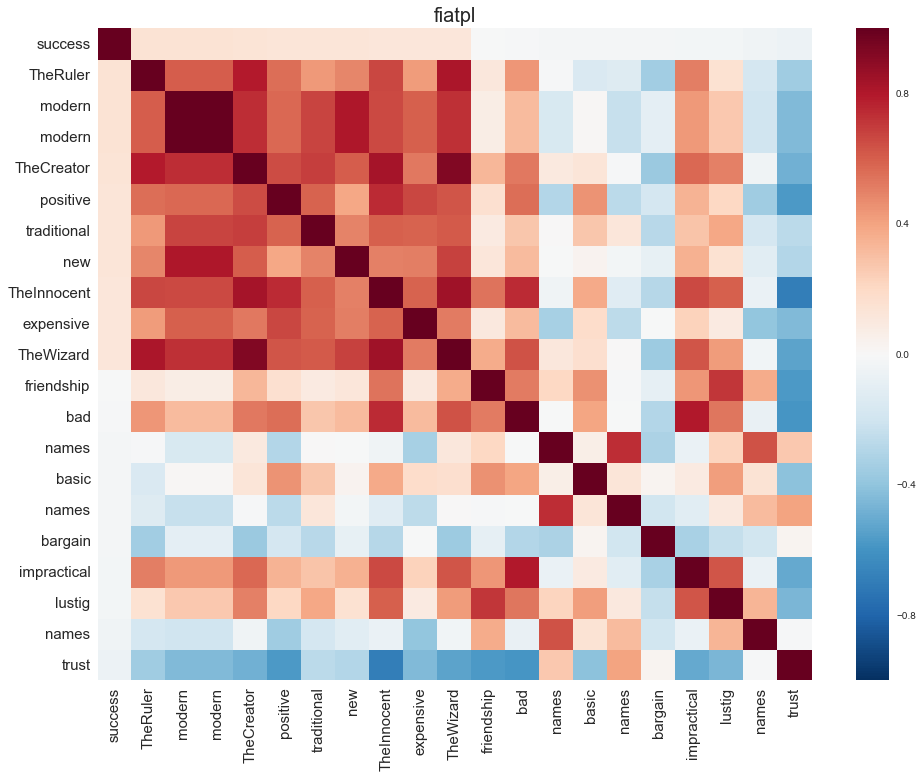 fiatpl
success
TheRuler
modern
modern
TheCreator
positive
traditional
new
TheInnocent
expensive
TheWizard
friendship
bad
names
basic
names
bargain
impractical
lustig
names
trust
success
TheRuler
modern
modern
TheCreator
positive
traditional
new
TheInnocent
expensive
TheWizard
friendship
bad
names
basic
names
bargain
impractical
lustig
names
trust
0.8
0.4
0.0
−0.4
−0.8